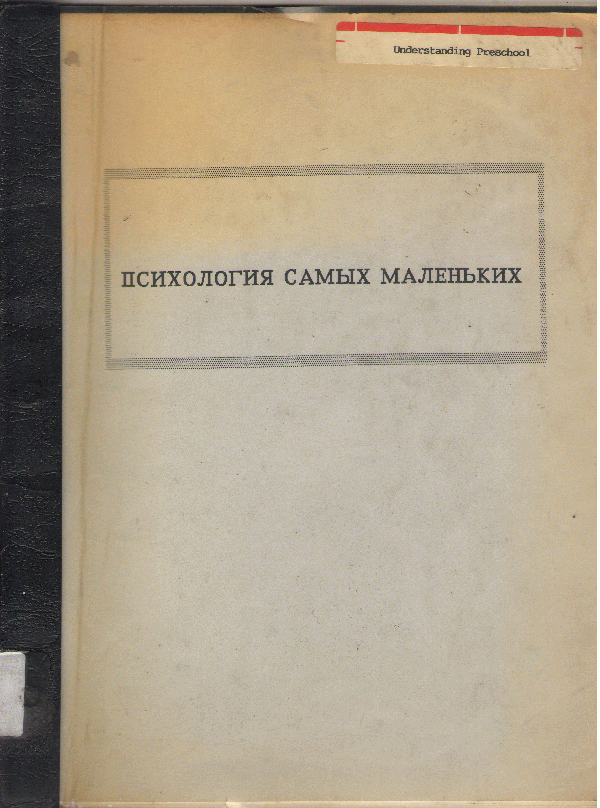 Understanding Preschool
ПСИХОЛОГИЯ САМЫХ МАЛЕНЬКИХ